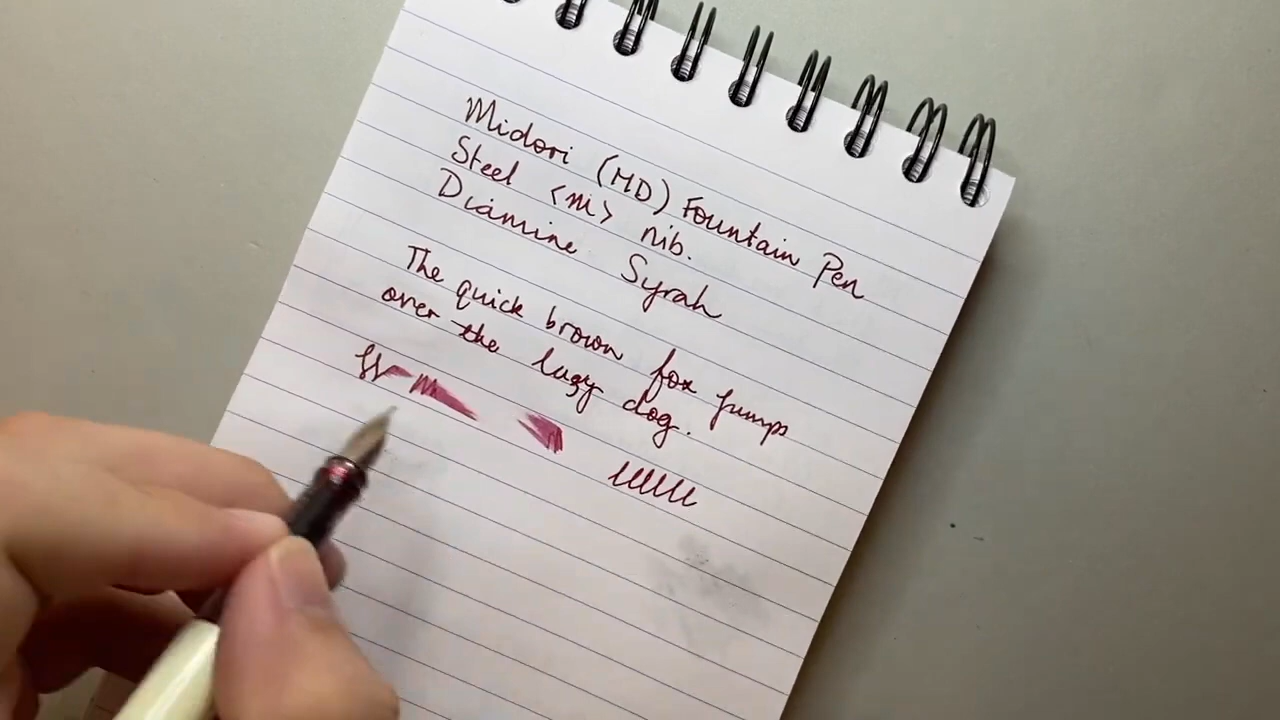 Midori (MD) Fountain Pen
Steel <M> nib.
Diamine Syrah
The quick brown fox jumps
over the lazy dog.